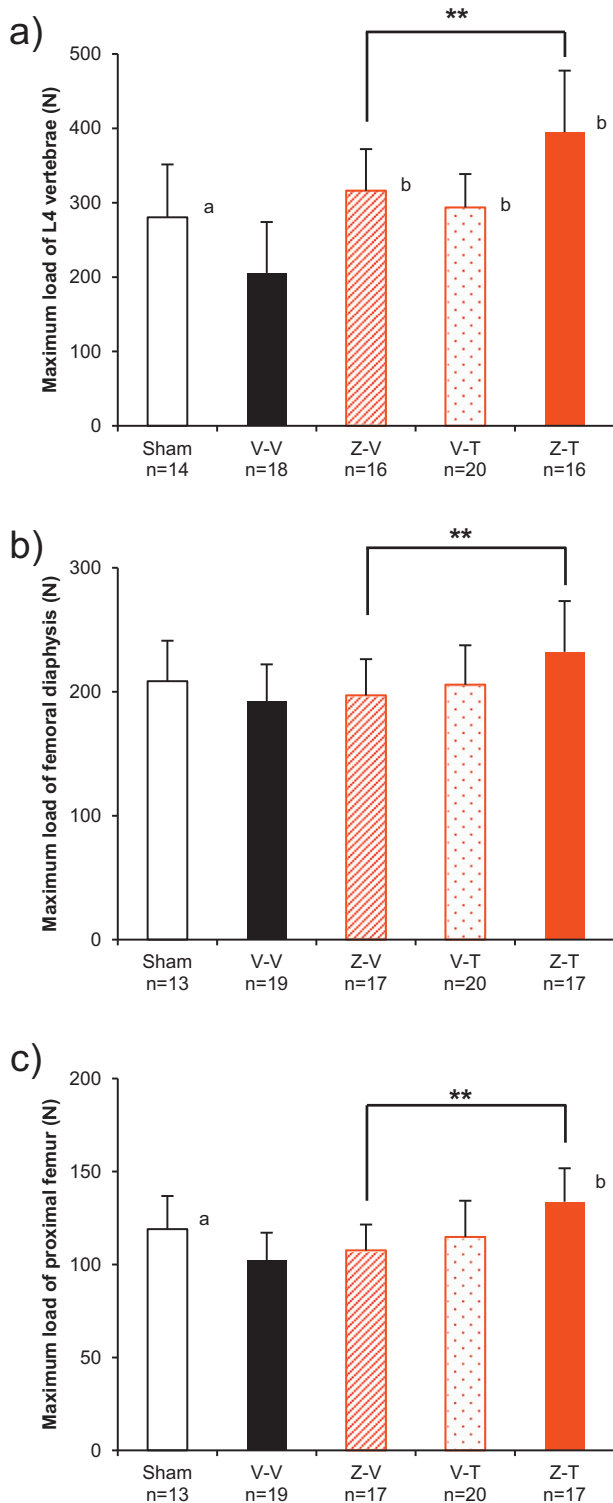 a)
**
Maximum load of L4 vertebrae (N)
500
400
300
200
100
0
a
b
b
b
Sham V-V Z-V V-T Z-T
n=14 n=18 n=16 n=20 n=16
b)
**
Maximum load of femoral diaphysis (N)
300
200
100
0
Sham V-V Z-V V-T Z-T
n=13 n=19 n=17 n=20 n=17
c)
**
Maximum load of proximal femur (N)
200
150
100
50
0
a
b
Sham V-V Z-V V-T Z-T
n=13 n=19 n=17 n=20 n=17